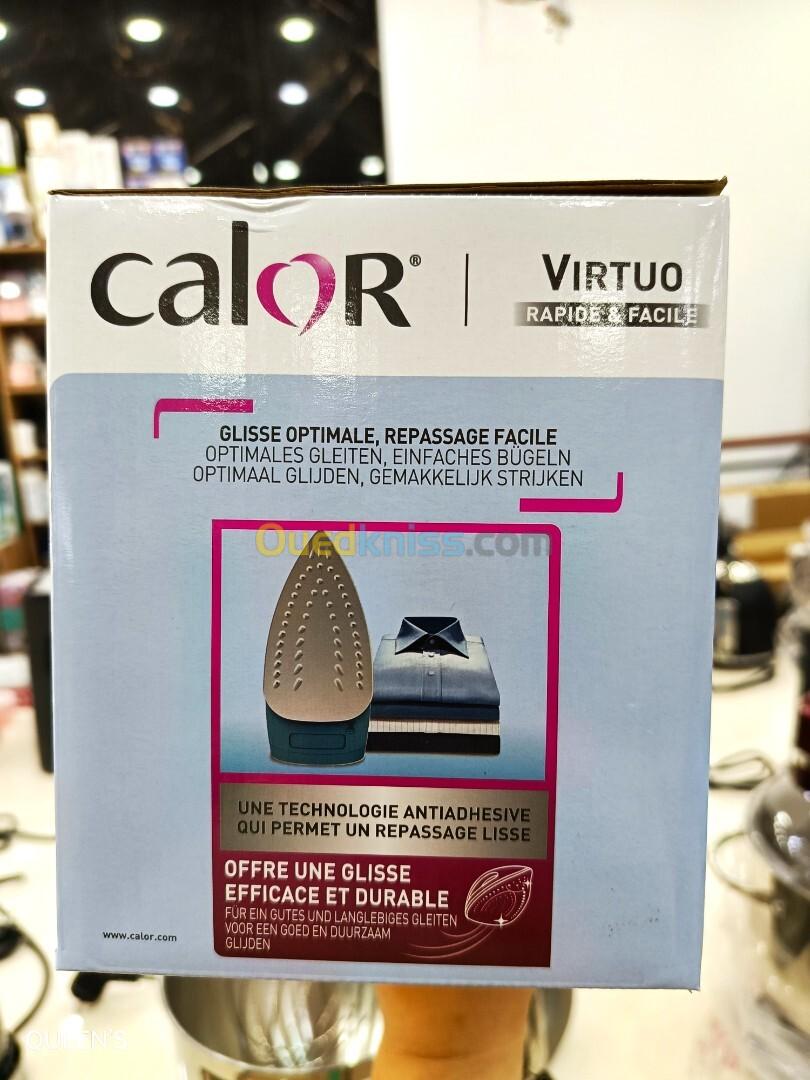 calor®
VIRTUO
RAPIDE & FACILE
GLISSE OPTIMALE, REPASSAGE FACILE
OPTIMALES GLEITEN, EINFACHES BÜGELN
OPTIMAAL GLIJDEN, GEMAKKELIJK STRIJKEN
Ouedkniss.com
UNE TECHNOLOGIE ANTIADHESIVE
QUI PERMET UN REPASSAGE LISSE
OFFRE UNE GLISSE
EFFICACE ET DURABLE
FÜR EIN GUTES UND LANGLEBIGES GLEITEN
VOOR EEN GOED EN DUURZAAM
GLIJDEN
www.calor.com
QUEEN'S